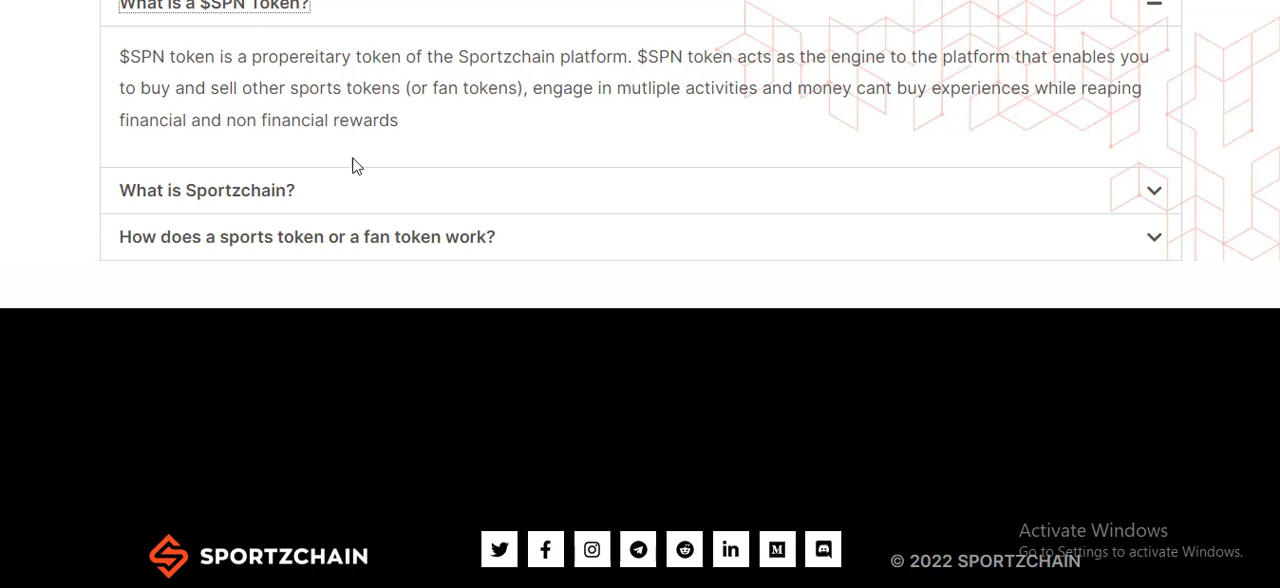 What is a $SPN Token?
$SPN token is a propereitary token of the Sportzchain platform. $SPN token acts as the engine to the platform that enables you
to buy and sell other sports tokens (or fan tokens), engage in mutliple activities and money cant buy experiences while reaping
financial and non financial rewards
What is Sportzchain?
How does a sports token or a fan token work?
Activate Windows
Go to Settings to activate Windows.
SPORTZCHAIN
© 2022 SPORTZCHAIN